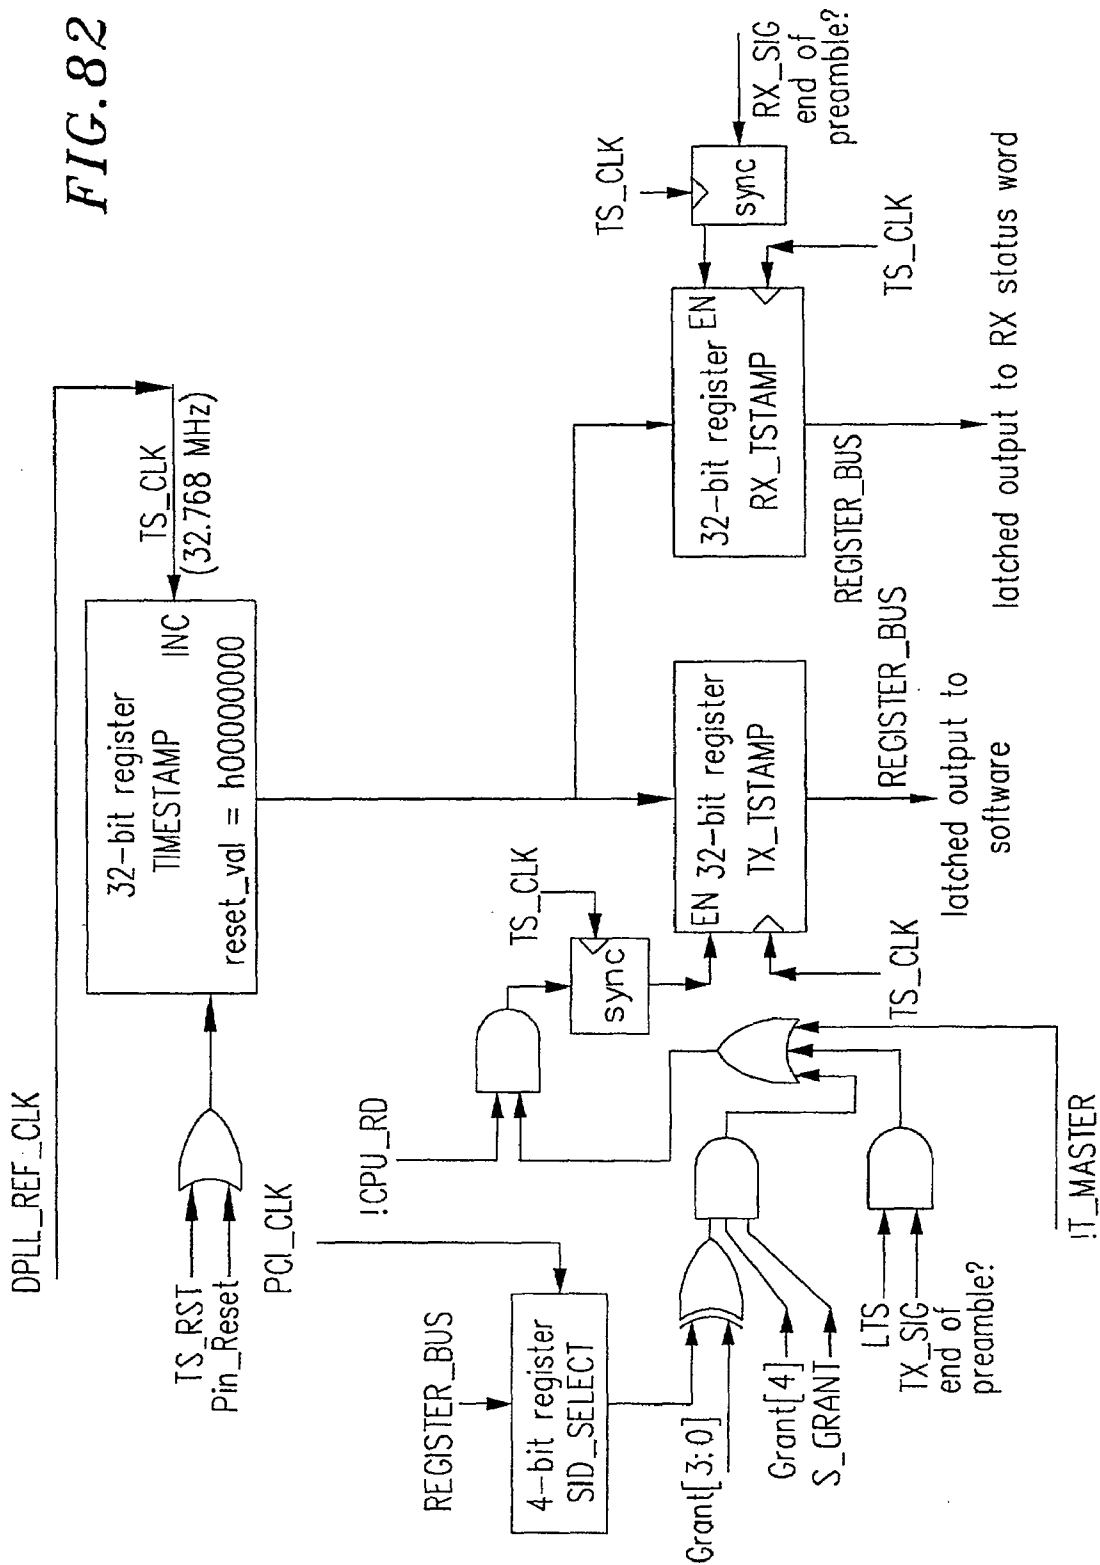 FIG. 82
DPLL_REF_CLK
TS_CLK
(32.768 MHz)
32-bit register
TIMESTAMP
INC
reset_val = h00000000
TS_RST
Pin_Reset
PCI_CLK
!CPU_RD
REGISTER_BUS
4-bit register
SID_SELECT
Grant[3:0]
Grant[4]
S_GRANT
LTS
TX_SIG
end of
preamble?
!T_MASTER
TS_CLK
sync
EN 32-bit register
TX_TSTAMP
TS_CLK
REGISTER_BUS
latched output to
software
32-bit register EN
RX_TSTAMP
REGISTER_BUS
latched output to RX status word
TS_CLK
sync
RX_SIG
end of
preamble?
TS_CLK